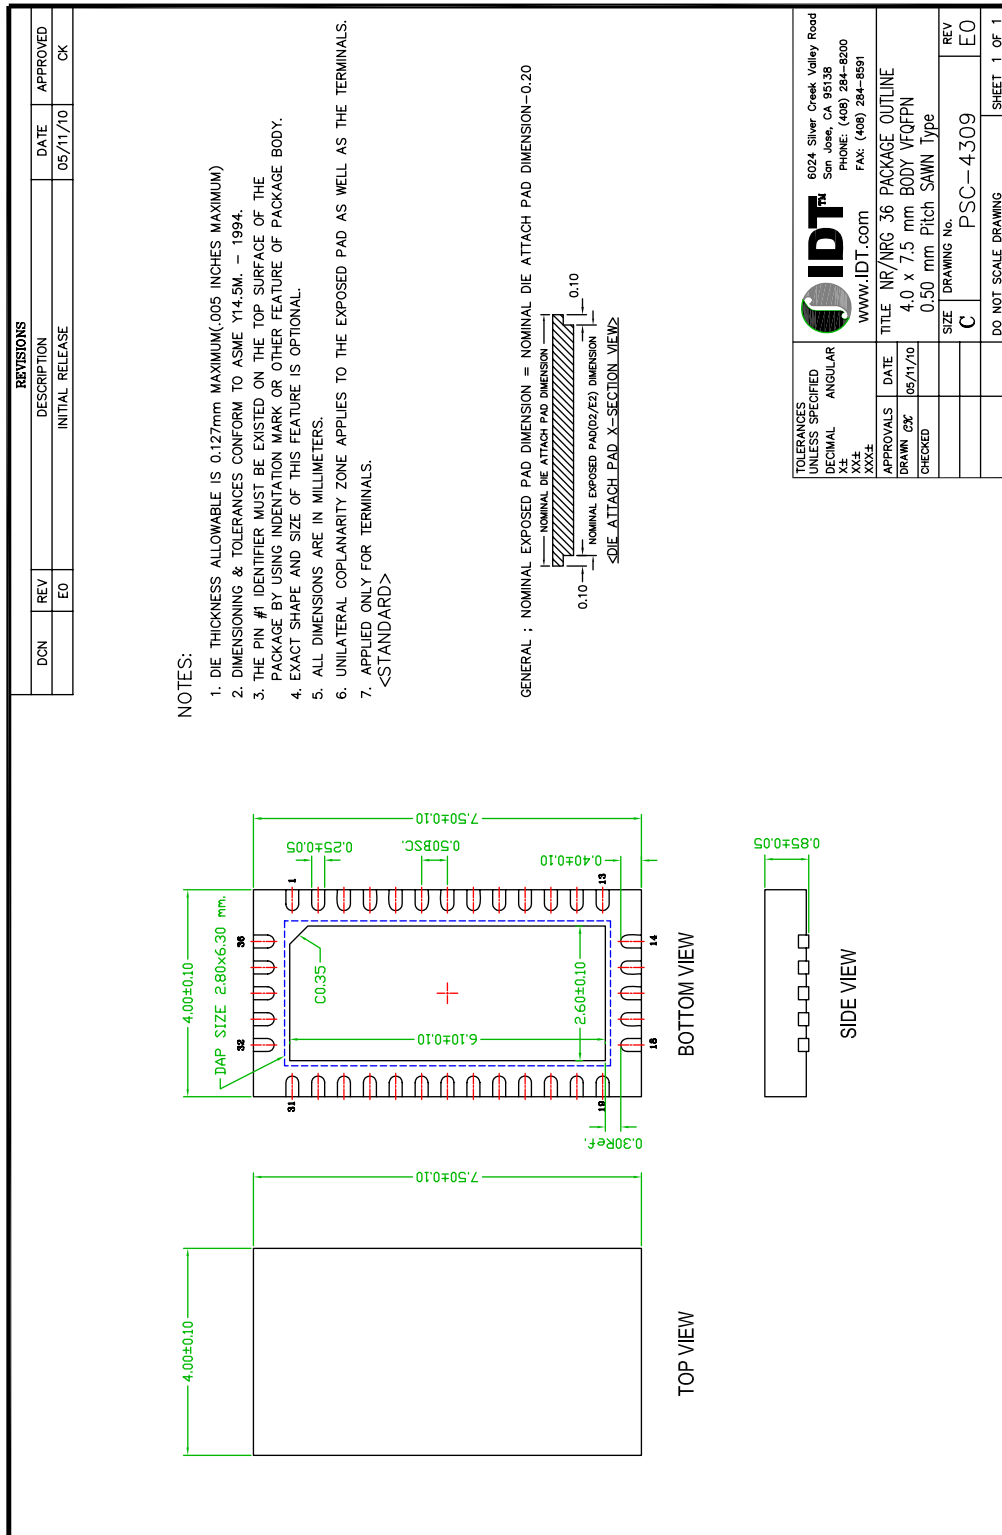 REVISIONS
DCN REV DESCRIPTION DATE APPROVED
E0 INITIAL RELEASE 05/11/10 CK
NOTES:
1. DIE THICKNESS ALLOWABLE IS 0.127mm MAXIMUM(.005 INCHES MAXIMUM)
2. DIMENSIONING & TOLERANCES CONFORM TO ASME Y14.5M. – 1994.
3. THE PIN #1 IDENTIFIER MUST BE EXISTED ON THE TOP SURFACE OF THE
PACKAGE BY USING INDENTATION MARK OR OTHER FEATURE OF PACKAGE BODY.
4. EXACT SHAPE AND SIZE OF THIS FEATURE IS OPTIONAL.
5. ALL DIMENSIONS ARE IN MILLIMETERS.
6. UNILATERAL COPLANARITY ZONE APPLIES TO THE EXPOSED PAD AS WELL AS THE TERMINALS.
7. APPLIED ONLY FOR TERMINALS.
<STANDARD>
GENERAL ; NOMINAL EXPOSED PAD DIMENSION = NOMINAL DIE ATTACH PAD DIMENSION-0.20
NOMINAL DIE ATTACH PAD DIMENSION
0.10
0.10
NOMINAL EXPOSED PAD(D2/E2) DIMENSION
<DIE ATTACH PAD X-SECTION VIEW>
4.00±0.10
7.50±0.10
TOP VIEW
4.00±0.10
DAP SIZE 2.80x6.30 mm.
7.50±0.10
0.25±0.05
0.50BSC.
0.40±0.10
31
32
36
1
C0.35
6.10±0.10
2.60±0.10
19
18
14
13
0.30Ref.
BOTTOM VIEW
0.85±0.05
SIDE VIEW
TOLERANCES
UNLESS SPECIFIED
DECIMAL ANGULAR
X±
XX±
XXX±
APPROVALS DATE
DRAWN CK 05/11/10
CHECKED
IDT™
www.IDT.com
6024 Silver Creek Valley Road
San Jose, CA 95138
PHONE: (408) 284-8200
FAX: (408) 284-8591
TITLE NR/NRG 36 PACKAGE OUTLINE
4.0 x 7.5 mm BODY VFQFPN
0.50 mm Pitch SAWN Type
SIZE DRAWING No. REV
C PSC-4309 E0
DO NOT SCALE DRAWING SHEET 1 OF 1